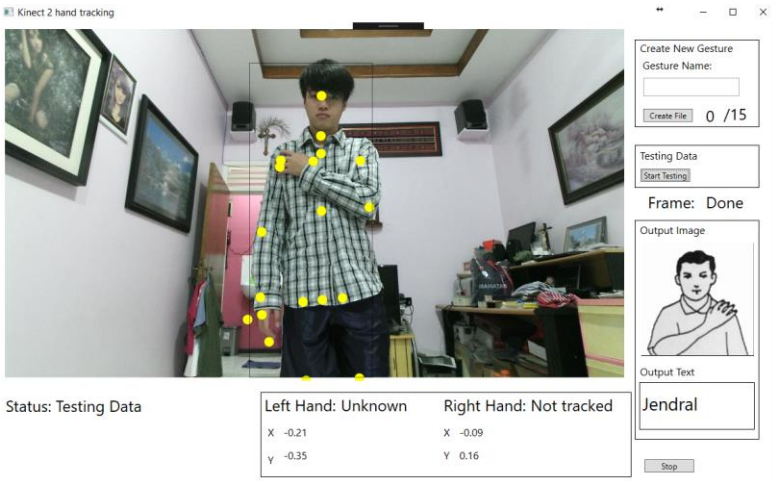 Kinect 2 hand tracking
Create New Gesture
Gesture Name:
Create File 0 /15
Testing Data
Start Testing
Frame: Done
Output Image
Output Text
Jendral
Status: Testing Data
Left Hand: Unknown Right Hand: Not tracked
X -0.21 X -0.09
Y -0.35 Y 0.16
Stop